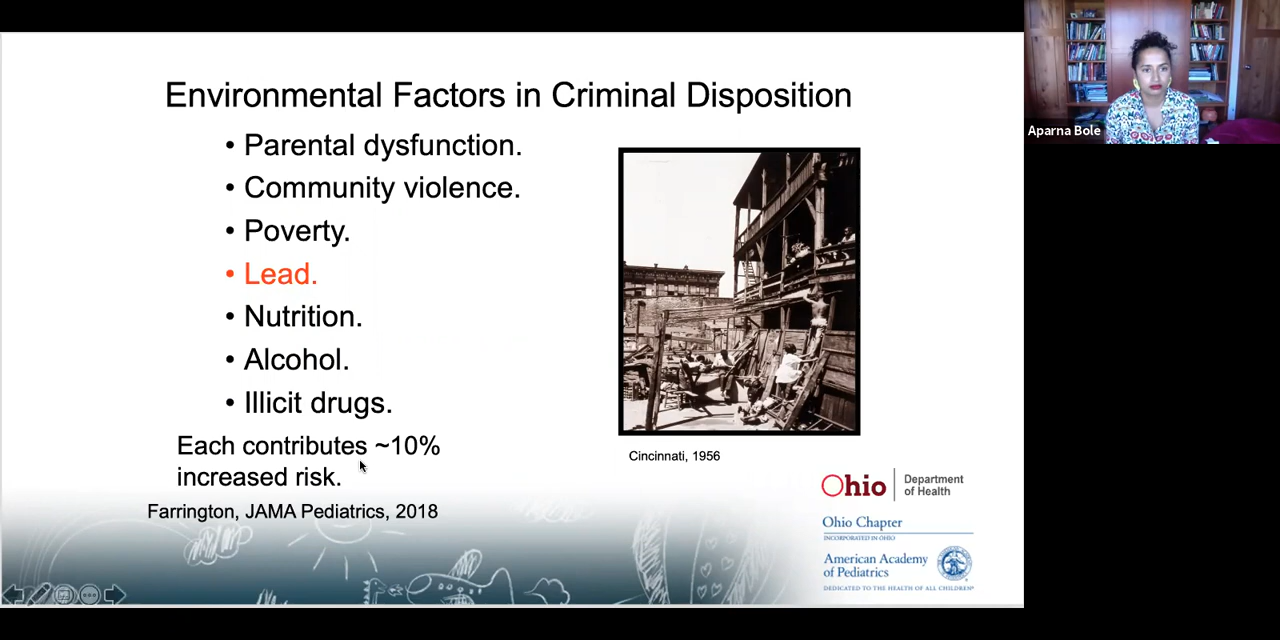 Environmental Factors in Criminal Disposition
• Parental dysfunction.
• Community violence.
• Poverty.
• Lead.
• Nutrition.
• Alcohol.
• Illicit drugs.
Each contributes ~10%
increased risk.
Farrington, JAMA Pediatrics, 2018
Cincinnati, 1956
Ohio
Department
of Health
Ohio Chapter
INCORPORATED IN OHIO
American Academy
of Pediatrics
DEDICATED TO THE HEALTH OF ALL CHILDREN®
Aparna Bole